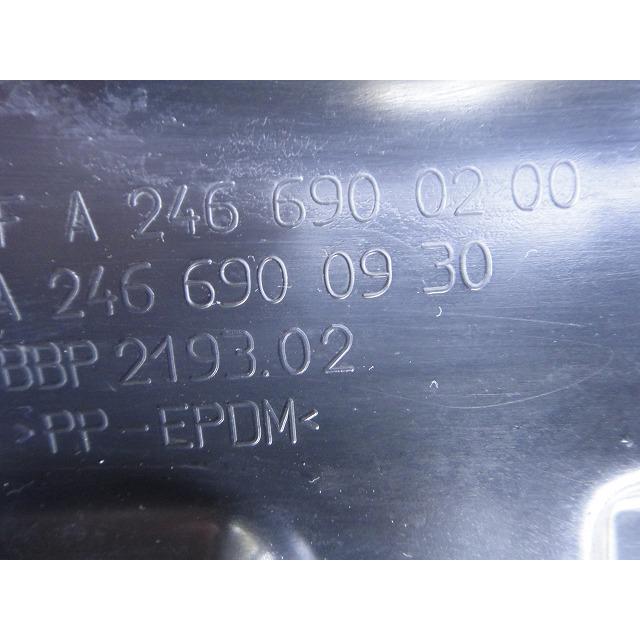 F A 246 690 02 00
A 246 690 09 30
BBP 2193.02
>PP-EPDM<